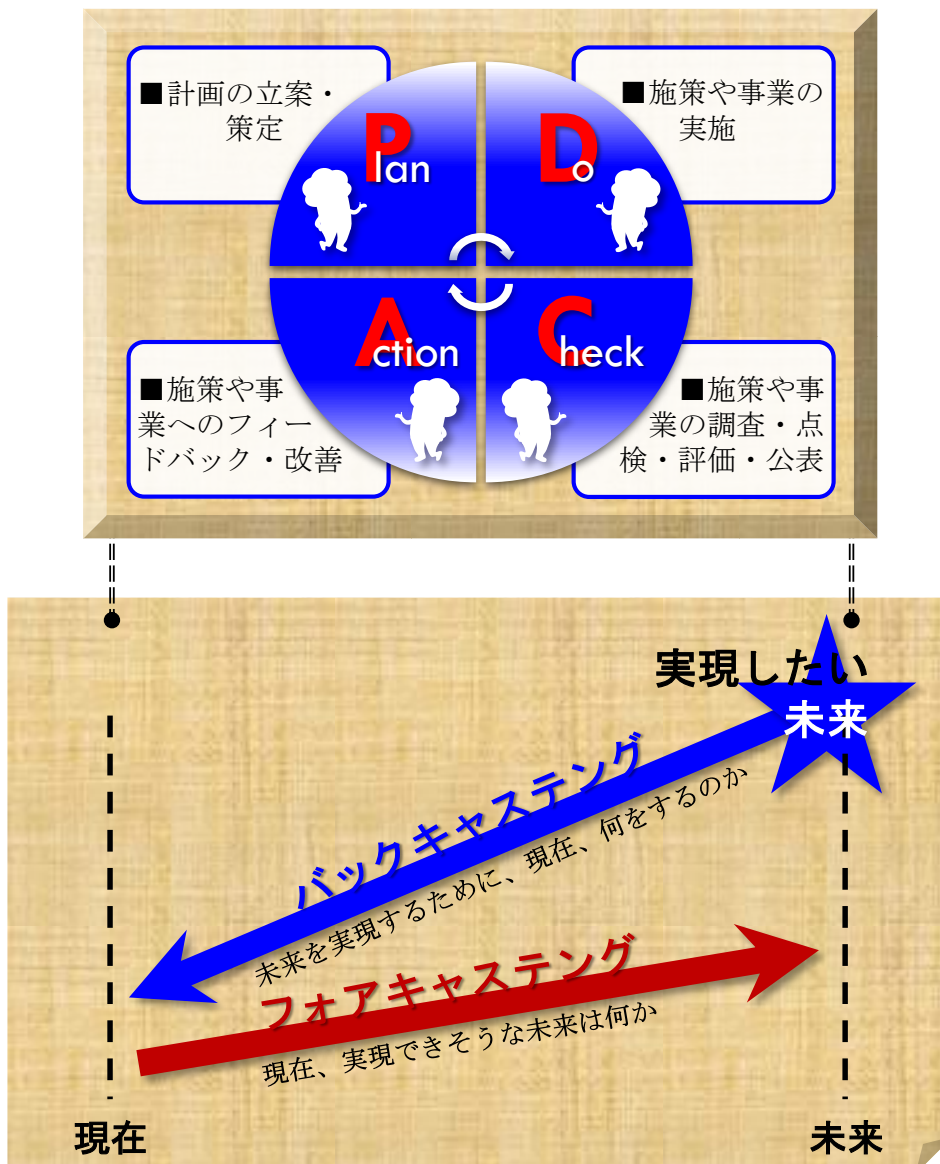 ■計画の立案・
策定
Plan
Do
■施策や事業の
実施
Action
Check
■施策や事
業へのフィー
ドバック・改善
■施策や事
業の調査・点
検・評価・公表
実現したい
未来
バックキャステング
未来を実現するために、現在、何をするのか
フォアキャステング
現在、実現できそうな未来は何か
現在
未来